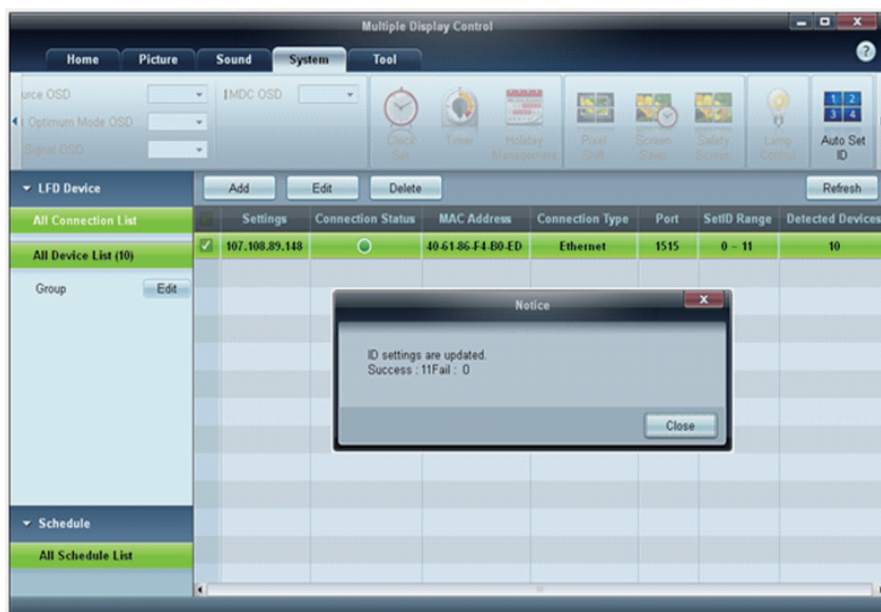 Multiple Display Control
Home Picture Sound System Tool
?
urce OSD
MDC OSD
Optimum Mode OSD
Signal OSD
Clock Set
Timer
Holiday Management
Pixel Shift
Screen Saver
Safety Screen
Lamp Control
1 2 3 4
Auto Set ID
LFD Device
Add Edit Delete Refresh
All Connection List
Settings Connection Status MAC Address Connection Type Port SetID Range Detected Devices
All Device List (10)
107.108.89.148 40-61-86-F4-B0-ED Ethernet 1515 0 ~ 11 10
Group Edit
Notice
ID settings are updated.
Success : 11Fail : 0
Close
Schedule
All Schedule List